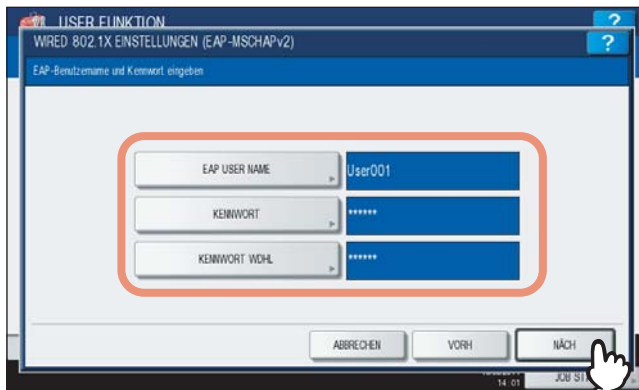 USER FUNKTION
?
WIRED 802.1X EINSTELLUNGEN (EAP-MSCHAPv2)
?
EAP-Benutzername und Kennwort eingeben
EAP USER NAME
User001
KENNWORT
******
KENNWORT WDHL
******
ABBRECHEN
VORH
NÄCH
14:01
JOB ST